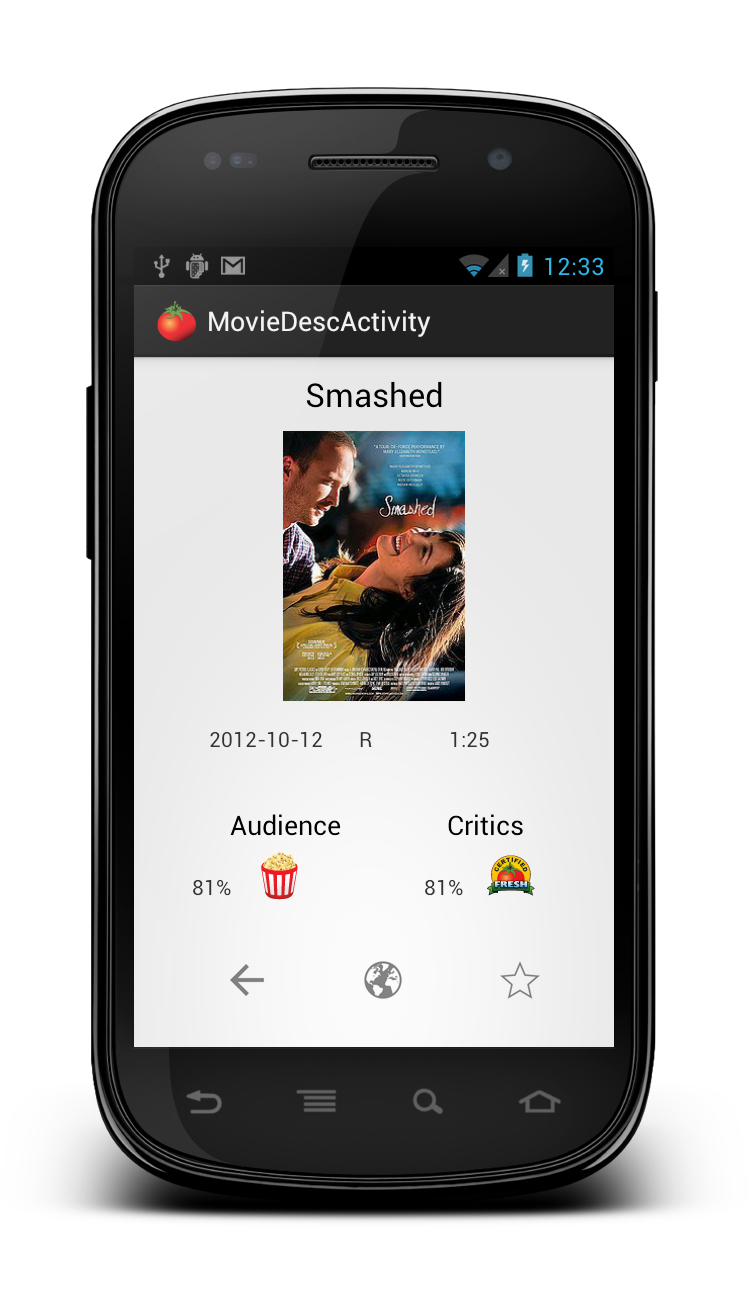 12:33
MovieDescActivity
Smashed
"A TOUR-DE-FORCE PERFORMANCE BY
MARY ELIZABETH WINSTEAD."
Smashed
2012-10-12 R 1:25
Audience Critics
81% 81%
CERTIFIED
FRESH